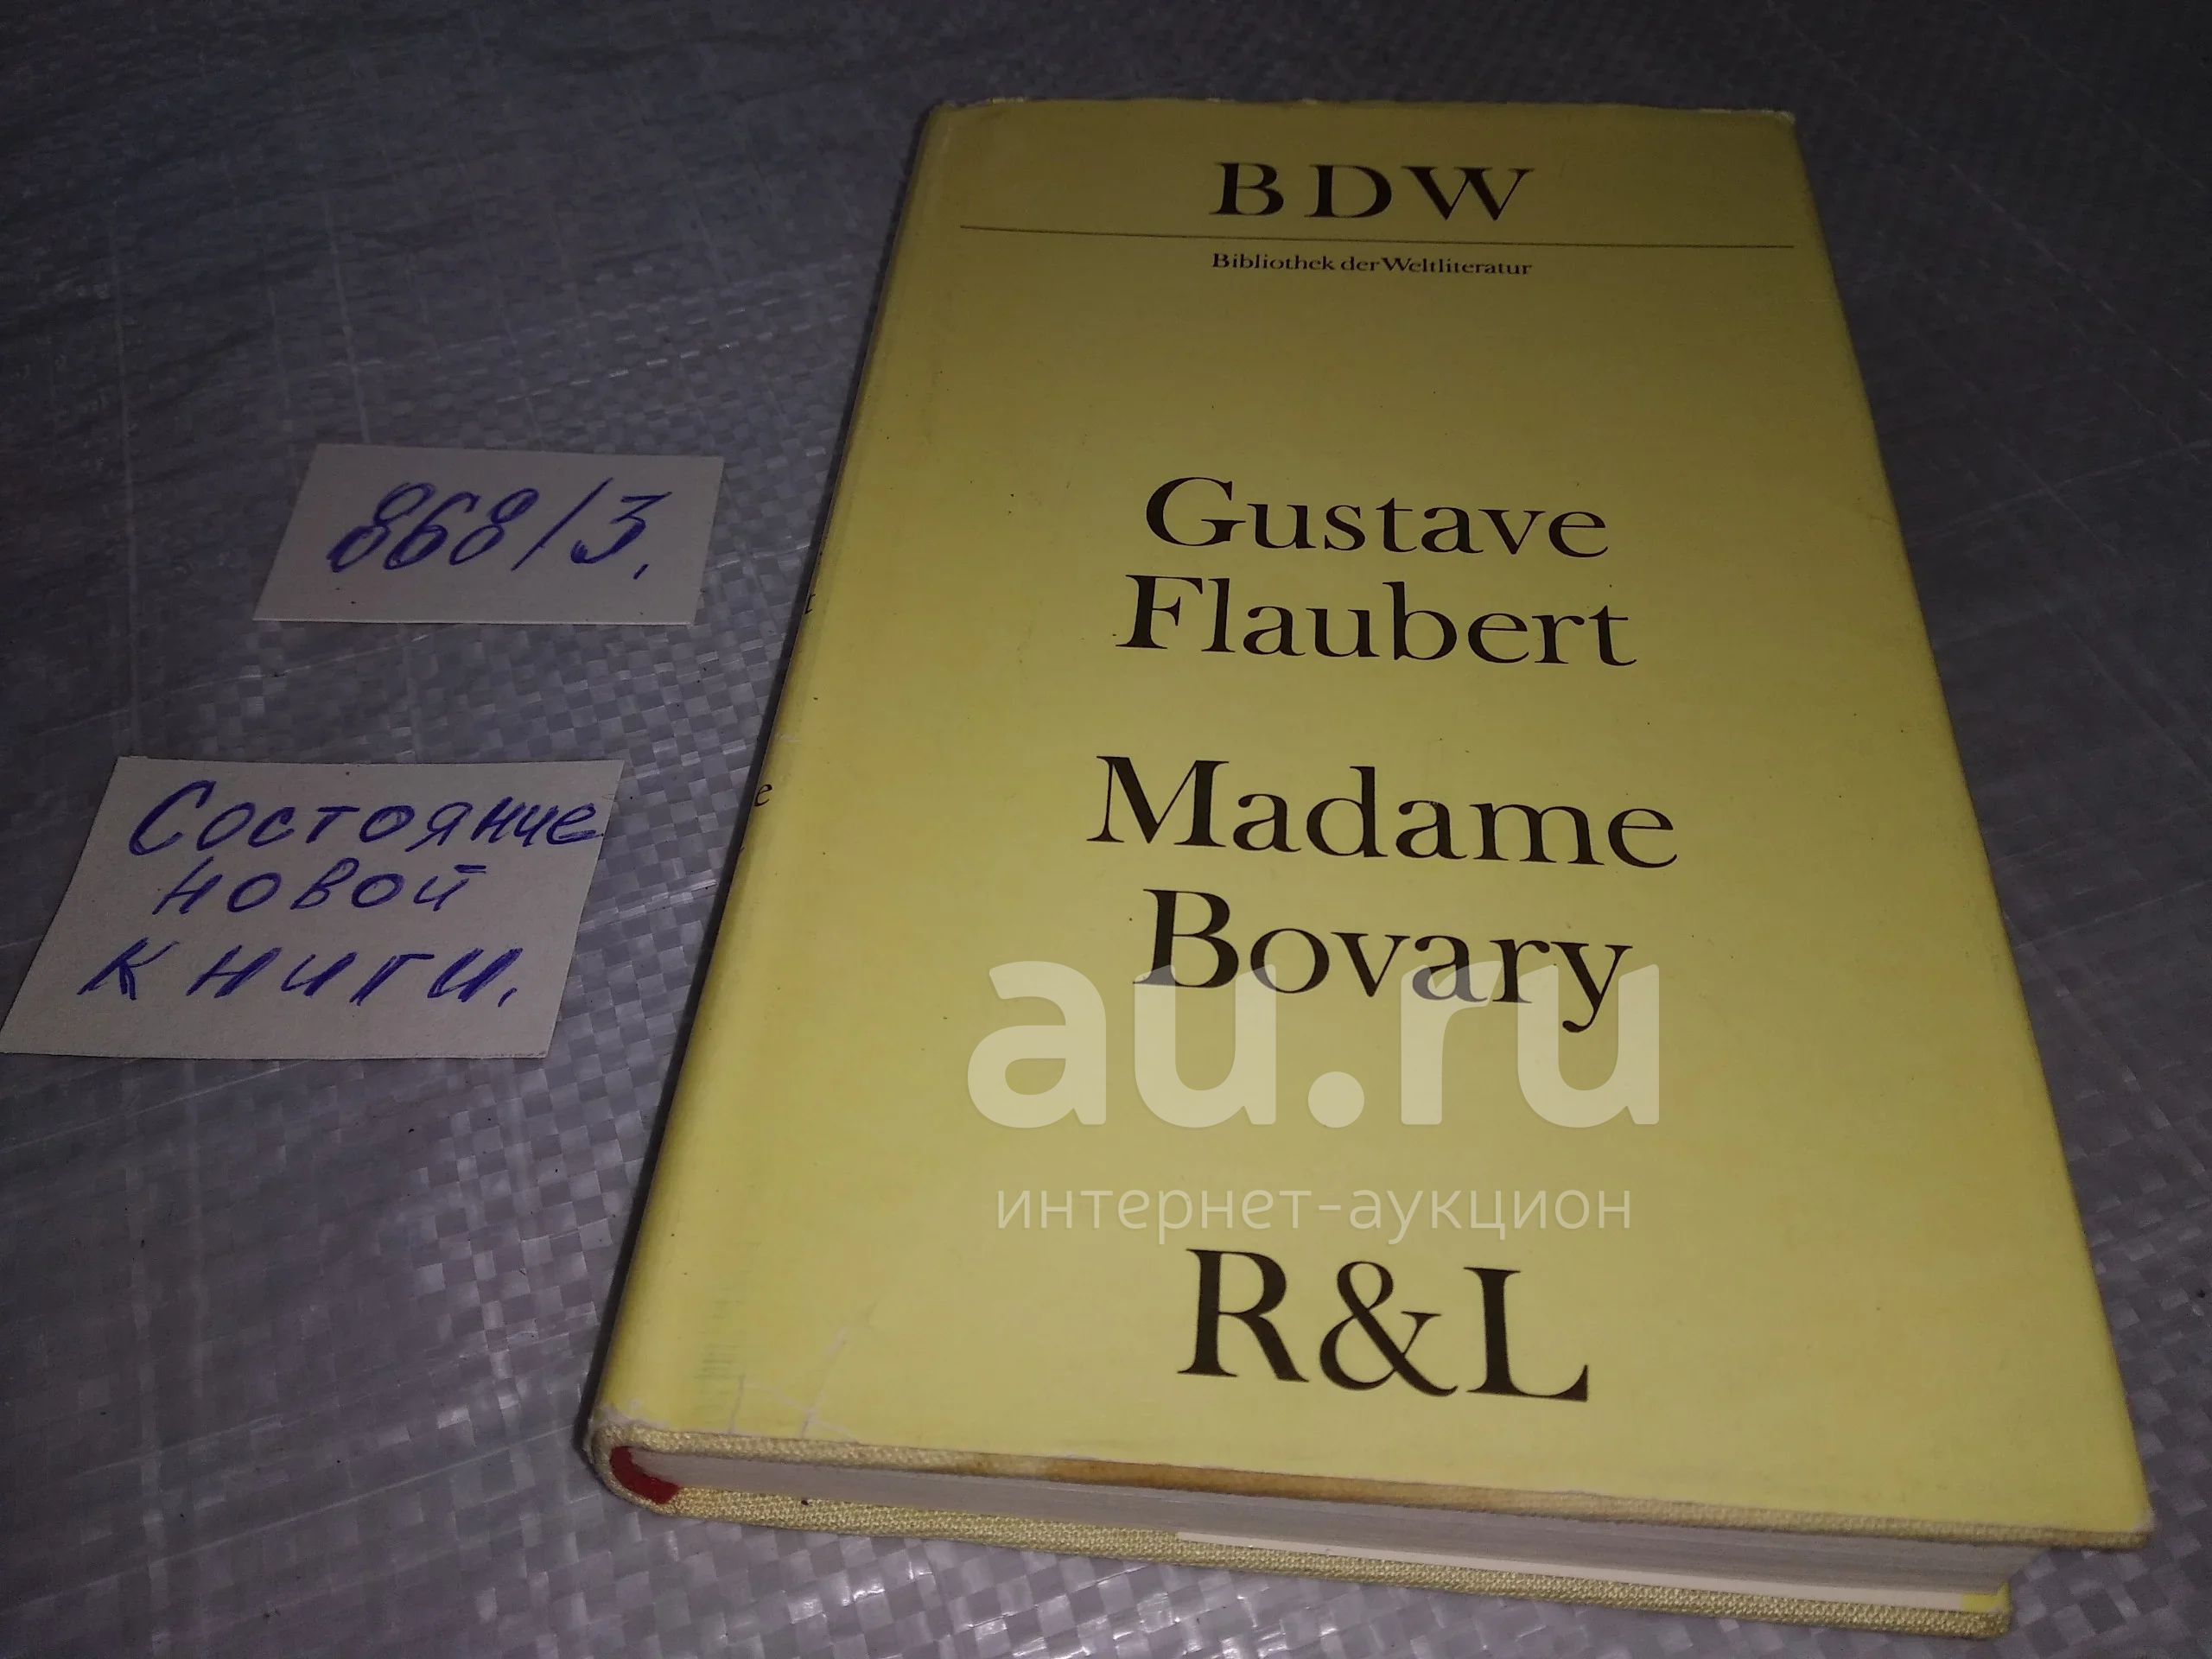 BDW
Bibliothek der Weltliteratur
Gustave
Flaubert
Madame
Bovary
R&L
868/3.
Состояние
новой
книги.
au.ru
интернет-аукцион